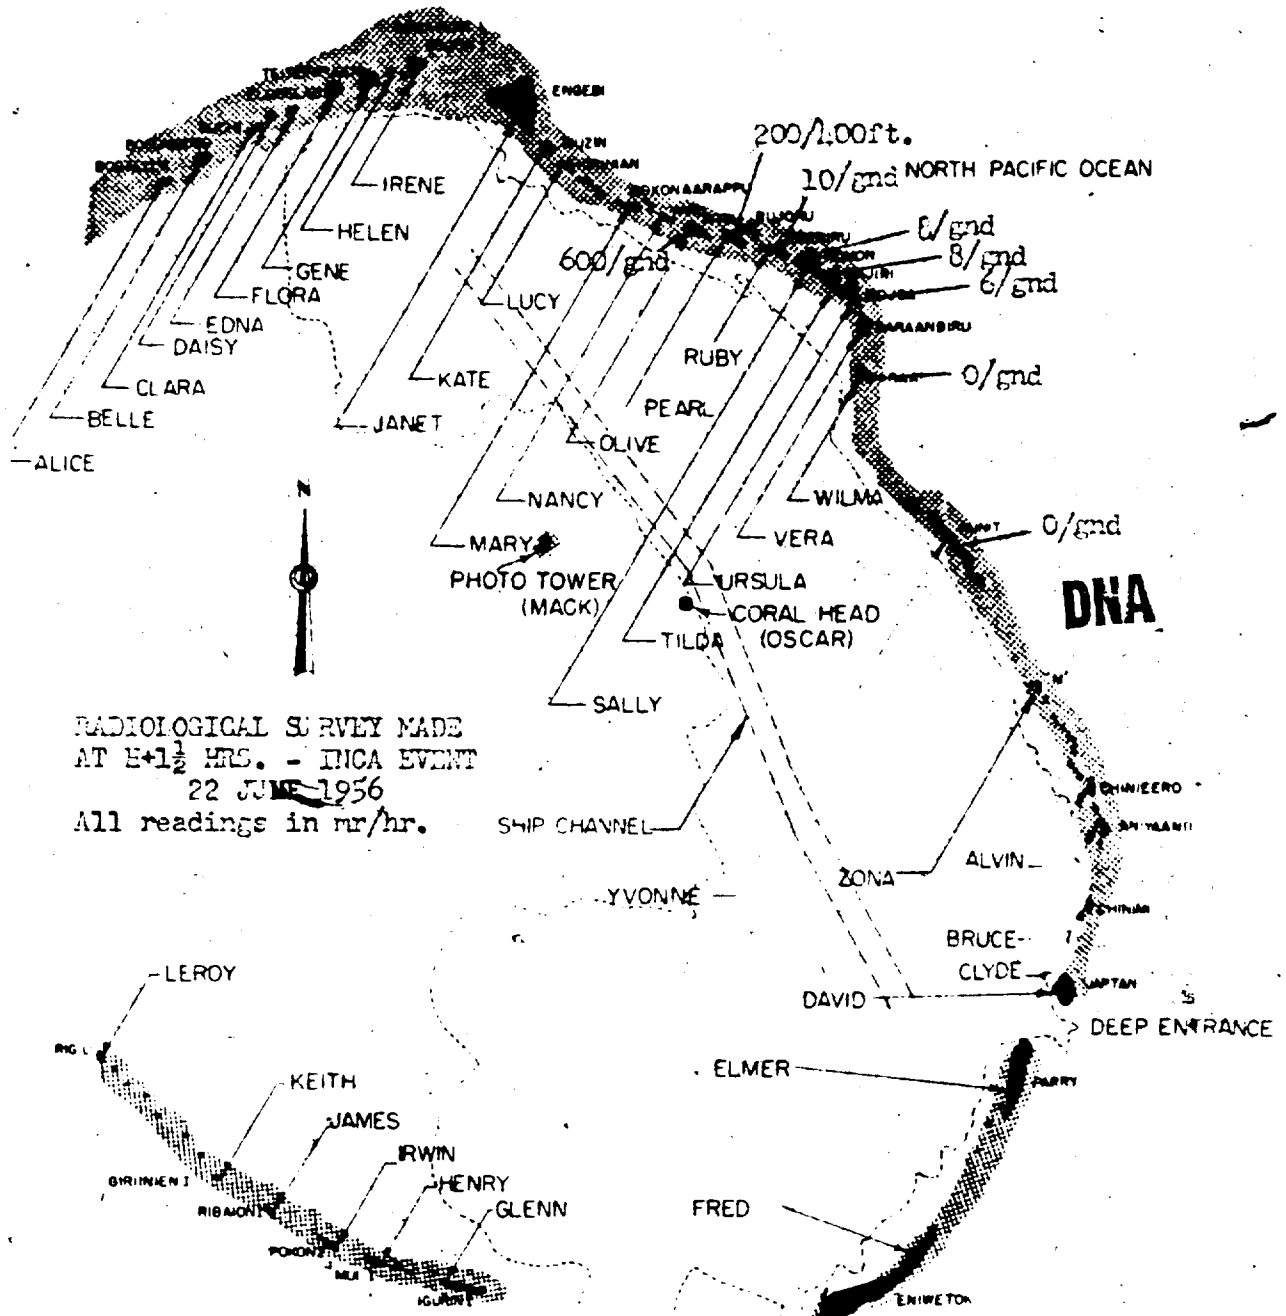 ENGEBI
200/400ft.
10/gnd
NORTH PACIFIC OCEAN
IRENE
HELEN
8/gnd
600/gnd
8/gnd
GENE
6/gnd
FLORA
LUCY
EDNA
DAISY
RUBY
KATE
0/gnd
CLARA
PEARL
BELLE
JANET
OLIVE
ALICE
N
NANCY
WILMA
0/gnd
MARY
VERA
PHOTO TOWER
(MACK)
URSULA
DNA
CORAL HEAD
(OSCAR)
TILDA
SALLY
RADIOLOGICAL SURVEY MADE
AT H+1½ HRS. - INCA EVENT
22 JUNE 1956
All readings in mr/hr.
SHIP CHANNEL
CHINIEERO
ALVIN
ZONA
YVONNE
BRUCE
CLYDE
LEROY
DAVID
DEEP ENTRANCE
KEITH
ELMER
PARRY
JAMES
IRWIN
HENRY
GLENN
FRED
ENIWETOK